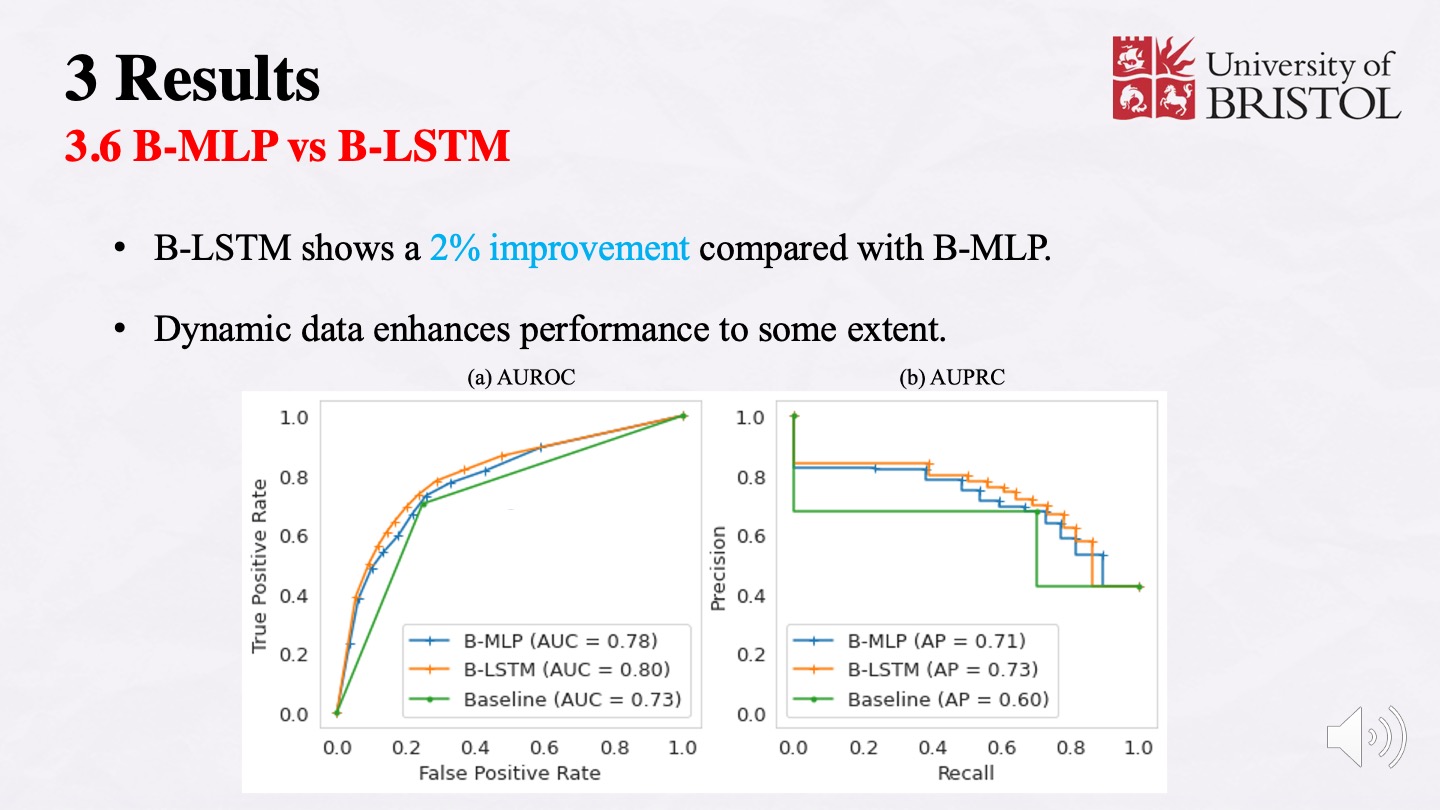 3 Results
University of
BRISTOL
3.6 B-MLP vs B-LSTM
• B-LSTM shows a 2% improvement compared with B-MLP.
• Dynamic data enhances performance to some extent.
(a) AUROC
True Positive Rate
1.0
0.8
0.6
0.4
0.2
0.0
B-MLP (AUC = 0.78)
B-LSTM (AUC = 0.80)
Baseline (AUC = 0.73)
0.0 0.2 0.4 0.6 0.8 1.0
False Positive Rate
(b) AUPRC
Precision
1.0
0.8
0.6
0.4
0.2
0.0
B-MLP (AP = 0.71)
B-LSTM (AP = 0.73)
Baseline (AP = 0.60)
0.0 0.2 0.4 0.6 0.8 1.0
Recall